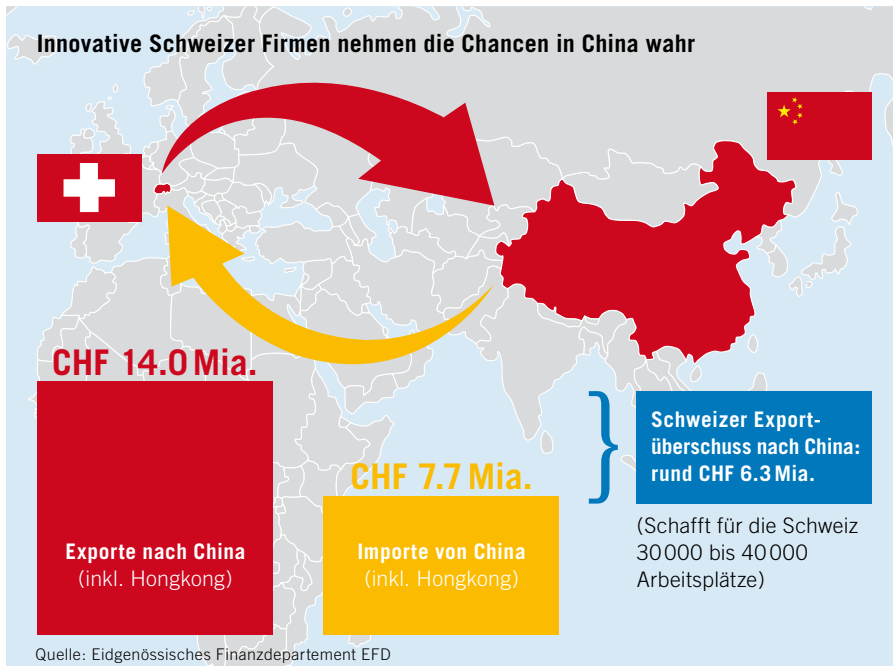 Innovative Schweizer Firmen nehmen die Chancen in China wahr
CHF 14.0 Mia.
Exporte nach China
(inkl. Hongkong)
CHF 7.7 Mia.
Importe von China
(inkl. Hongkong)
Schweizer Export-
überschuss nach China:
rund CHF 6.3 Mia.
(Schafft für die Schweiz
30 000 bis 40 000
Arbeitsplätze)
Quelle: Eidgenössisches Finanzdepartement EFD